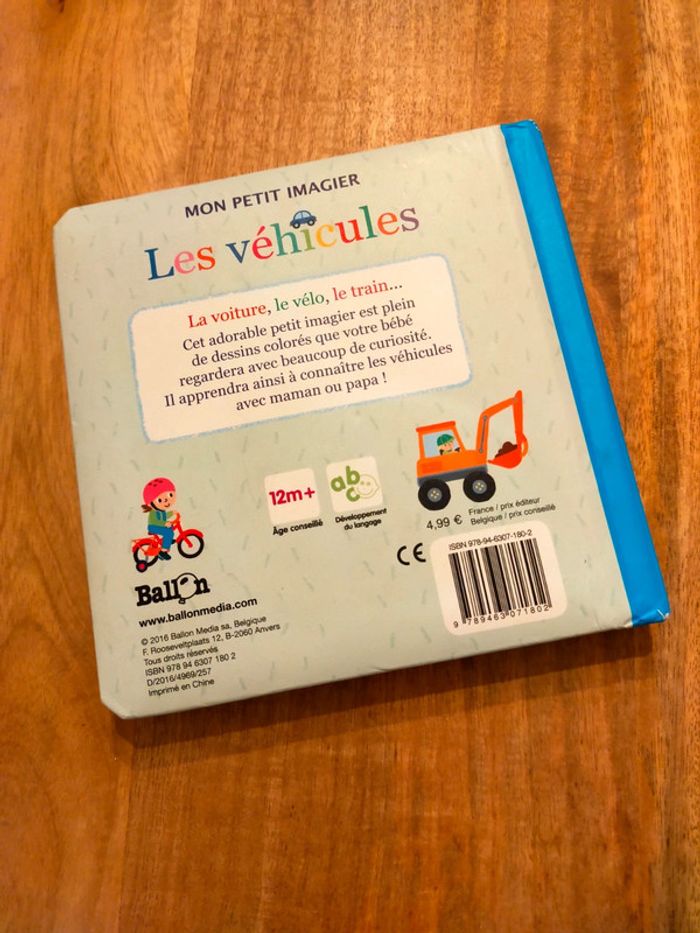 MON PETIT IMAGIER
Les véhicules
La voiture, le vélo, le train...
Cet adorable petit imagier est plein
de dessins colorés que votre bébé
regardera avec beaucoup de curiosité.
Il apprendra ainsi à connaître les véhicules
avec maman ou papa !
12m+
Âge conseillé
abc
Développement
du langage
4,99 €
France / prix éditeur
Belgique / prix conseillé
CE
ISBN 978-94-6307-180-2
9 789463 071802
Ballon
www.ballonmedia.com
© 2016 Ballon Media sa, Belgique
F. Rooseveltplaats 12, B-2060 Anvers
Tous droits réservés
ISBN 978 94 6307 180 2
D/2016/4969/257
Imprimé en Chine